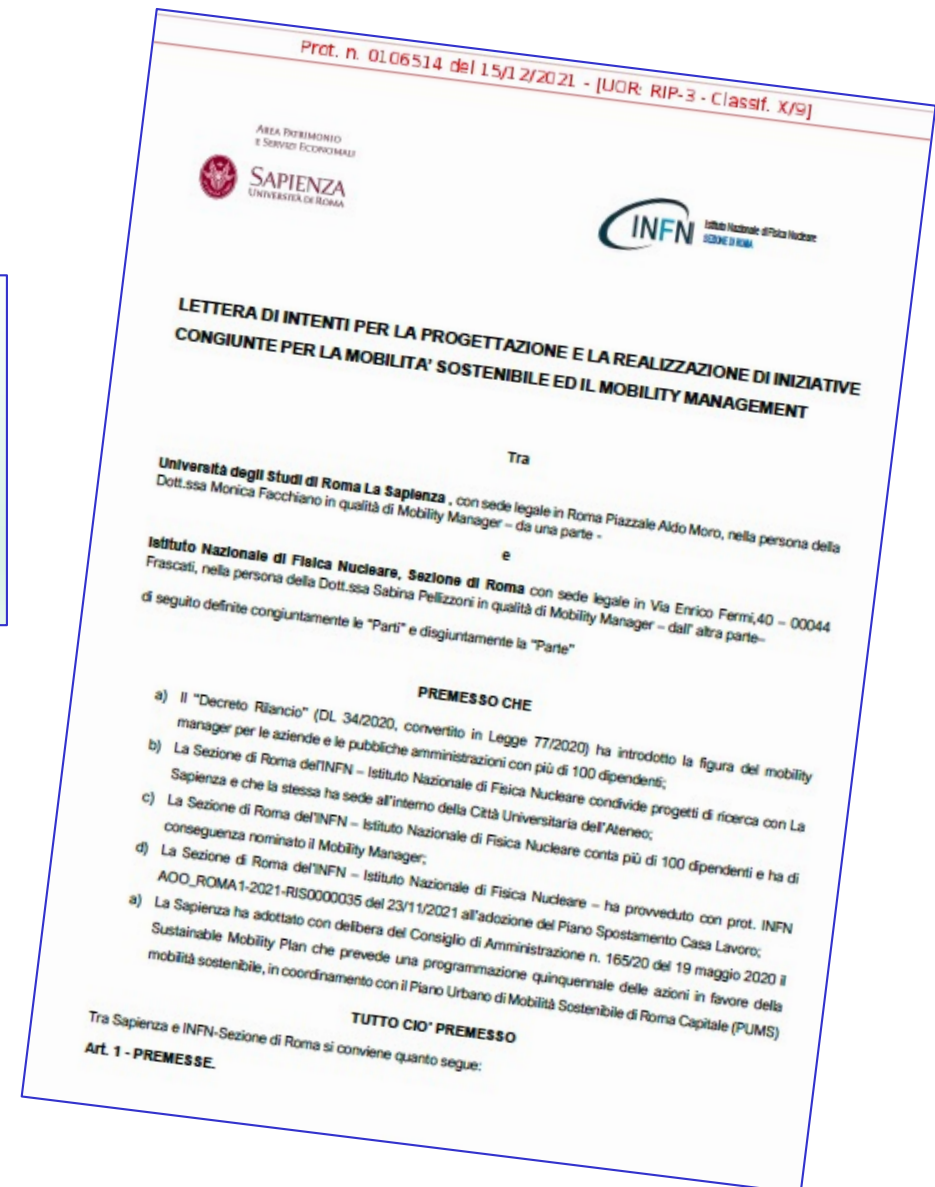 Prot. n. 0106514 del 15/12/2021 - [UOR: RIP-3 - Classif. X/9]
AREA PATRIMONIO
E SERVIZI ECONOMALI
SAPIENZA
UNIVERSITÀ DI ROMA
INFN
Istituto Nazionale di Fisica Nucleare
SEZIONE DI ROMA
LETTERA DI INTENTI PER LA PROGETTAZIONE E LA REALIZZAZIONE DI INIZIATIVE
CONGIUNTE PER LA MOBILITA' SOSTENIBILE ED IL MOBILITY MANAGEMENT
Tra
Università degli Studi di Roma La Sapienza , con sede legale in Roma Piazzale Aldo Moro, nella persona della
Dott.ssa Monica Facchiano in qualità di Mobility Manager – da una parte -
e
Istituto Nazionale di Fisica Nucleare, Sezione di Roma con sede legale in Via Enrico Fermi,40 – 00044
Frascati, nella persona della Dott.ssa Sabina Pellizzoni in qualità di Mobility Manager – dall' altra parte–
di seguito definite congiuntamente le "Parti" e disgiuntamente la "Parte"
PREMESSO CHE
a) Il "Decreto Rilancio" (DL 34/2020, convertito in Legge 77/2020) ha introdotto la figura del mobility
manager per le aziende e le pubbliche amministrazioni con più di 100 dipendenti;
b) La Sezione di Roma dell'INFN – Istituto Nazionale di Fisica Nucleare condivide progetti di ricerca con La
Sapienza e che la stessa ha sede all'interno della Città Universitaria dell'Ateneo;
c) La Sezione di Roma dell'INFN – Istituto Nazionale di Fisica Nucleare conta più di 100 dipendenti e ha di
conseguenza nominato il Mobility Manager;
d) La Sezione di Roma dell'INFN – Istituto Nazionale di Fisica Nucleare – ha provveduto con prot. INFN
AOO_ROMA1-2021-RIS0000035 del 23/11/2021 all'adozione del Piano Spostamento Casa Lavoro;
a) La Sapienza ha adottato con delibera del Consiglio di Amministrazione n. 165/20 del 19 maggio 2020 il
Sustainable Mobility Plan che prevede una programmazione quinquennale delle azioni in favore della
mobilità sostenibile, in coordinamento con il Piano Urbano di Mobilità Sostenibile di Roma Capitale (PUMS)
TUTTO CIO' PREMESSO
Tra Sapienza e INFN-Sezione di Roma si conviene quanto segue:
Art. 1 - PREMESSE.